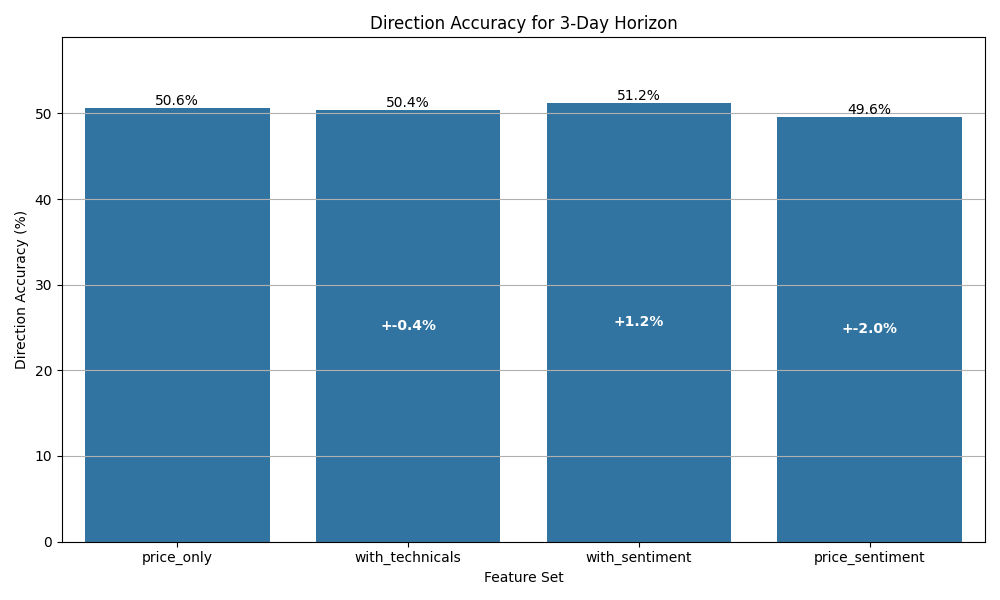 Direction Accuracy for 3-Day Horizon
Direction Accuracy (%)
50
40
30
20
10
0
50.6%
50.4%
51.2%
49.6%
+-0.4%
+1.2%
+-2.0%
price_only
with_technicals
with_sentiment
price_sentiment
Feature Set